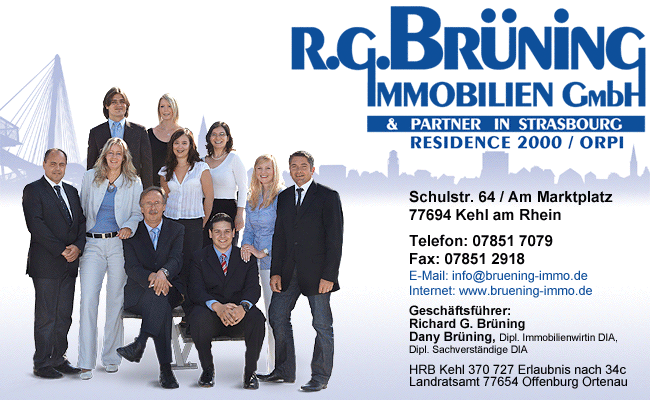 R.G.BRÜNING
IMMOBILIEN GMBH
& PARTNER IN STRASBOURG
RESIDENCE 2000 / ORPI
Schulstr. 64 / Am Marktplatz
77694 Kehl am Rhein
Telefon: 07851 7079
Fax: 07851 2918
E-Mail: info@bruening-immo.de
Internet: www.bruening-immo.de
Geschäftsführer:
Richard G. Brüning
Dany Brüning, Dipl. Immobilienwirtin DIA,
Dipl. Sachverständige DIA
HRB Kehl 370 727 Erlaubnis nach 34c
Landratsamt 77654 Offenburg Ortenau